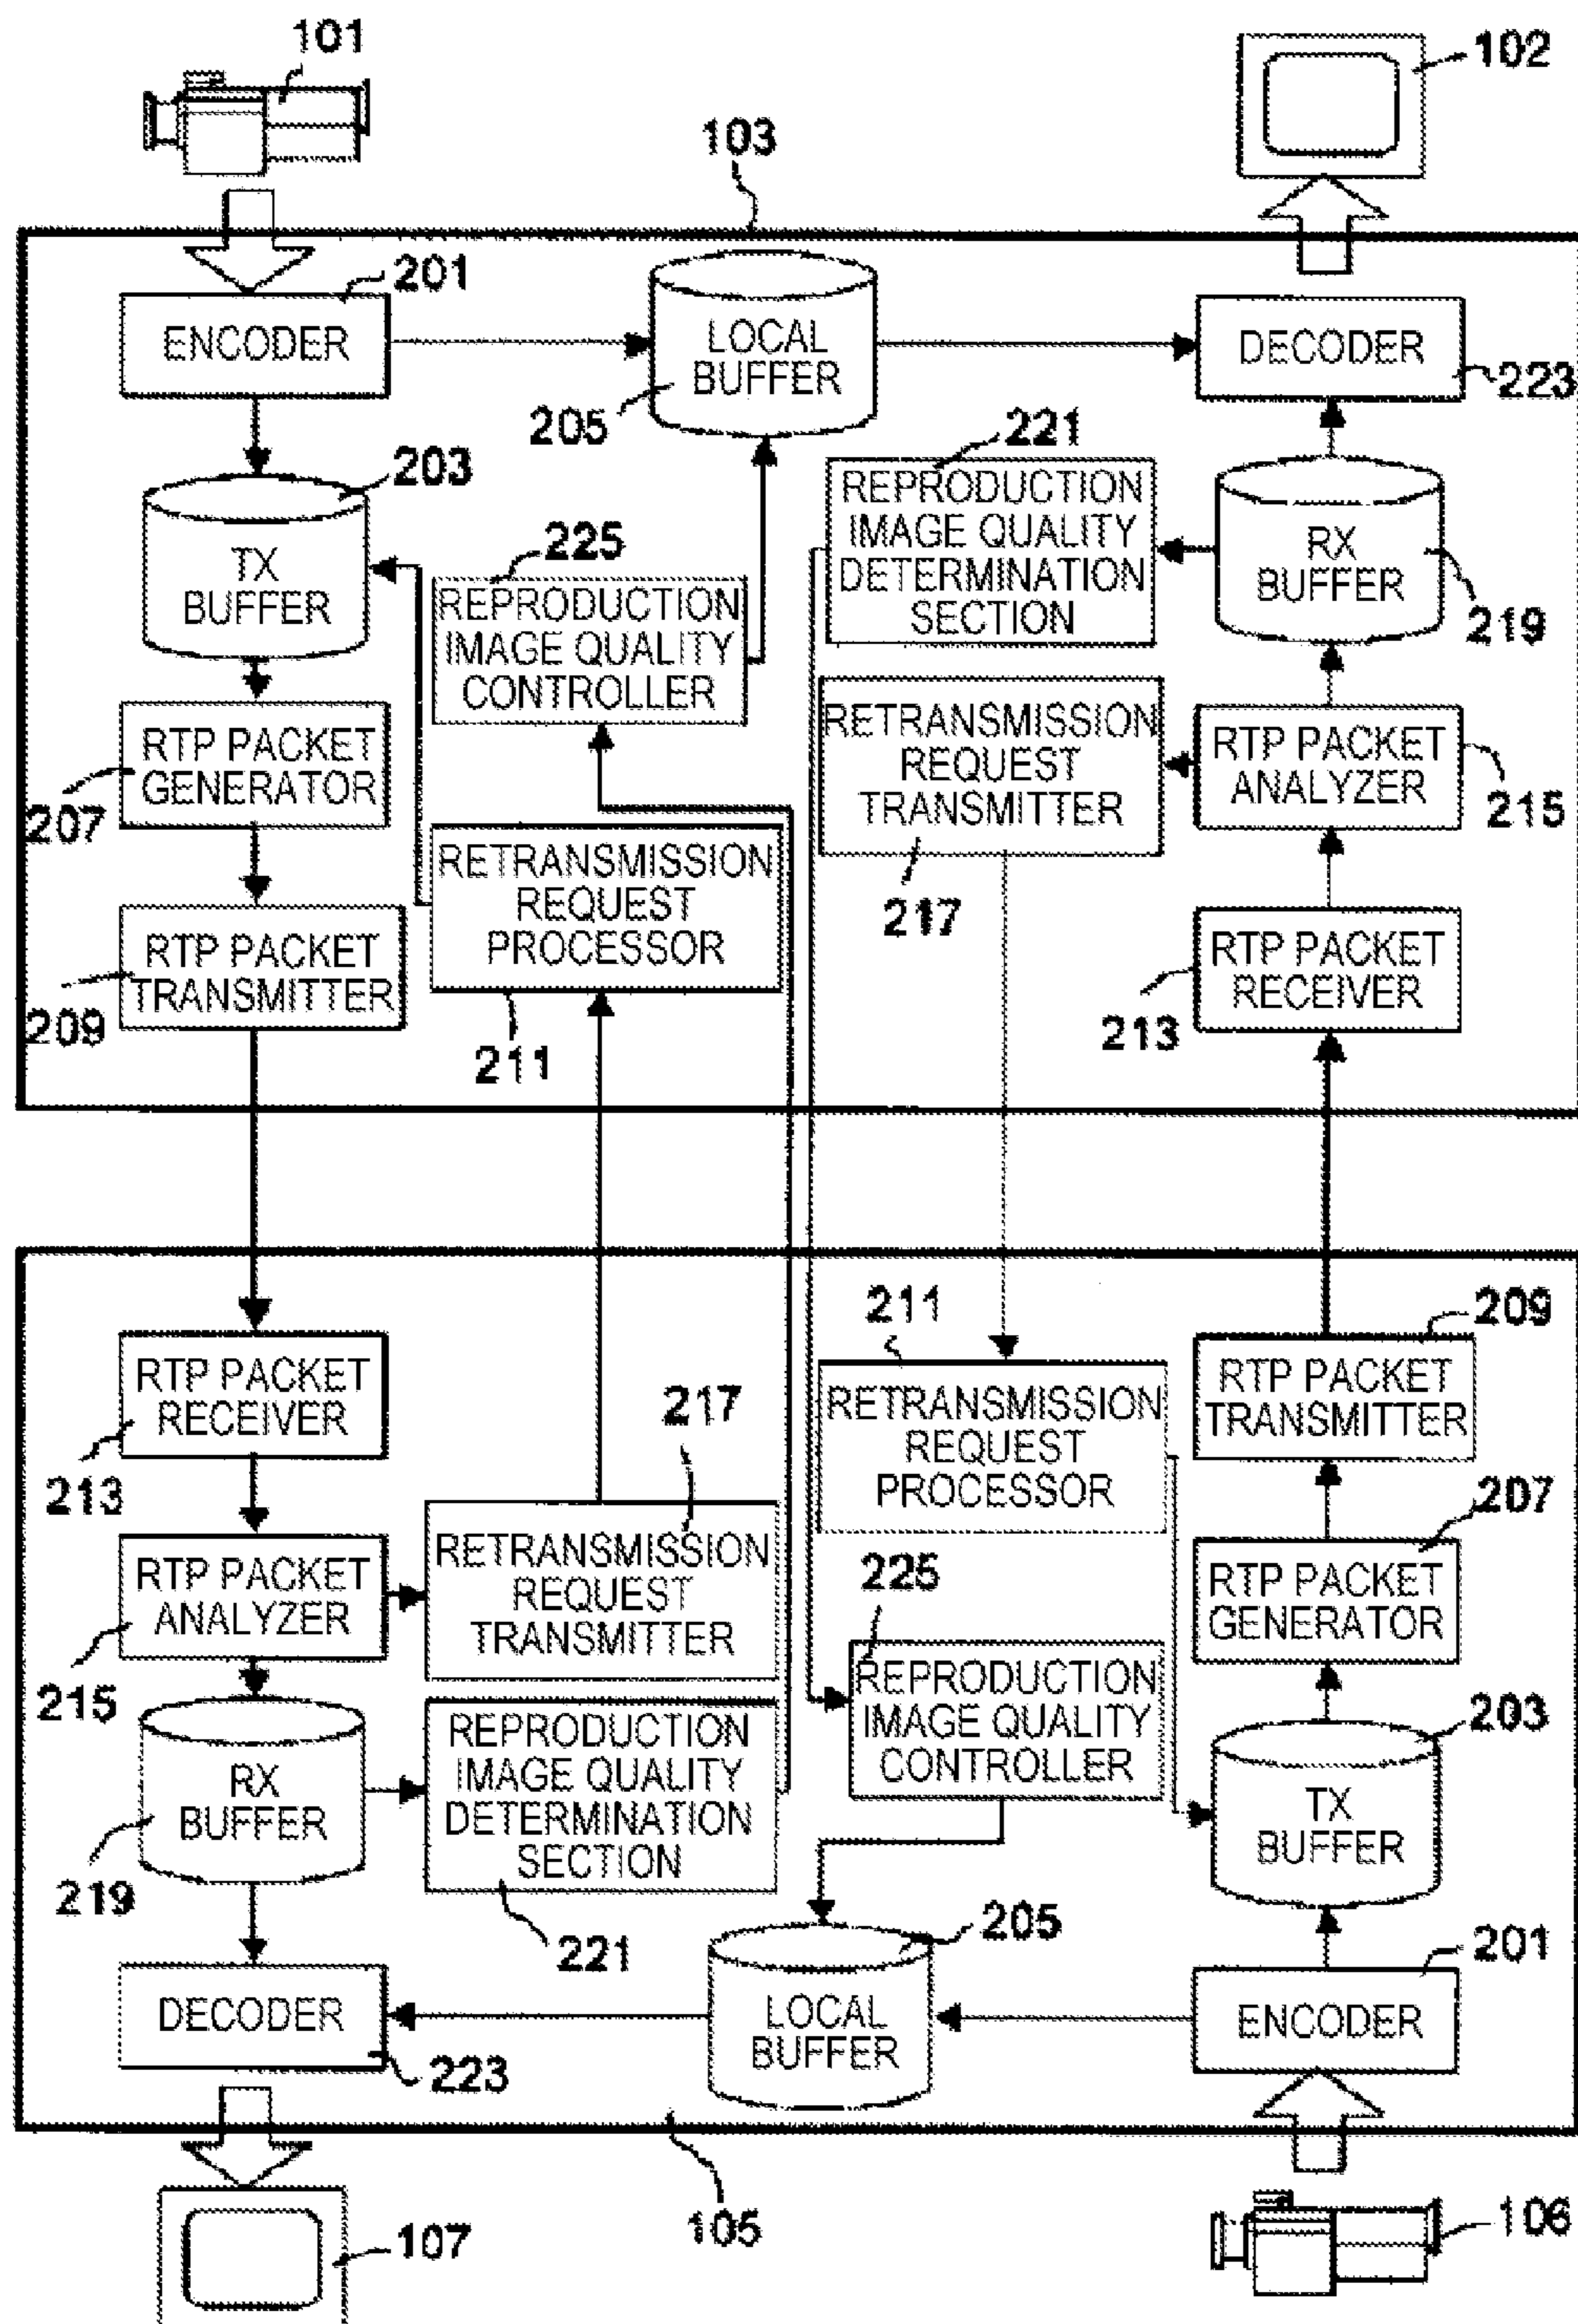 101
102
103
201
ENCODER
LOCAL
BUFFER
205
DECODER
223
203
TX
BUFFER
225
REPRODUCTION
IMAGE QUALITY
CONTROLLER
221
REPRODUCTION
IMAGE QUALITY
DETERMINATION
SECTION
RX
BUFFER
219
RTP PACKET
GENERATOR
207
RETRANSMISSION
REQUEST
TRANSMITTER
217
RTP PACKET
ANALYZER
215
RETRANSMISSION
REQUEST
PROCESSOR
211
RTP PACKET
TRANSMITTER
209
RTP PACKET
RECEIVER
213
RTP PACKET
RECEIVER
213
217
211
RETRANSMISSION
REQUEST
PROCESSOR
209
RTP PACKET
TRANSMITTER
RTP PACKET
ANALYZER
215
RETRANSMISSION
REQUEST
TRANSMITTER
207
RTP PACKET
GENERATOR
225
REPRODUCTION
IMAGE QUALITY
CONTROLLER
RX
BUFFER
219
REPRODUCTION
IMAGE QUALITY
DETERMINATION
SECTION
221
203
TX
BUFFER
205
LOCAL
BUFFER
201
ENCODER
DECODER
223
105
107
106